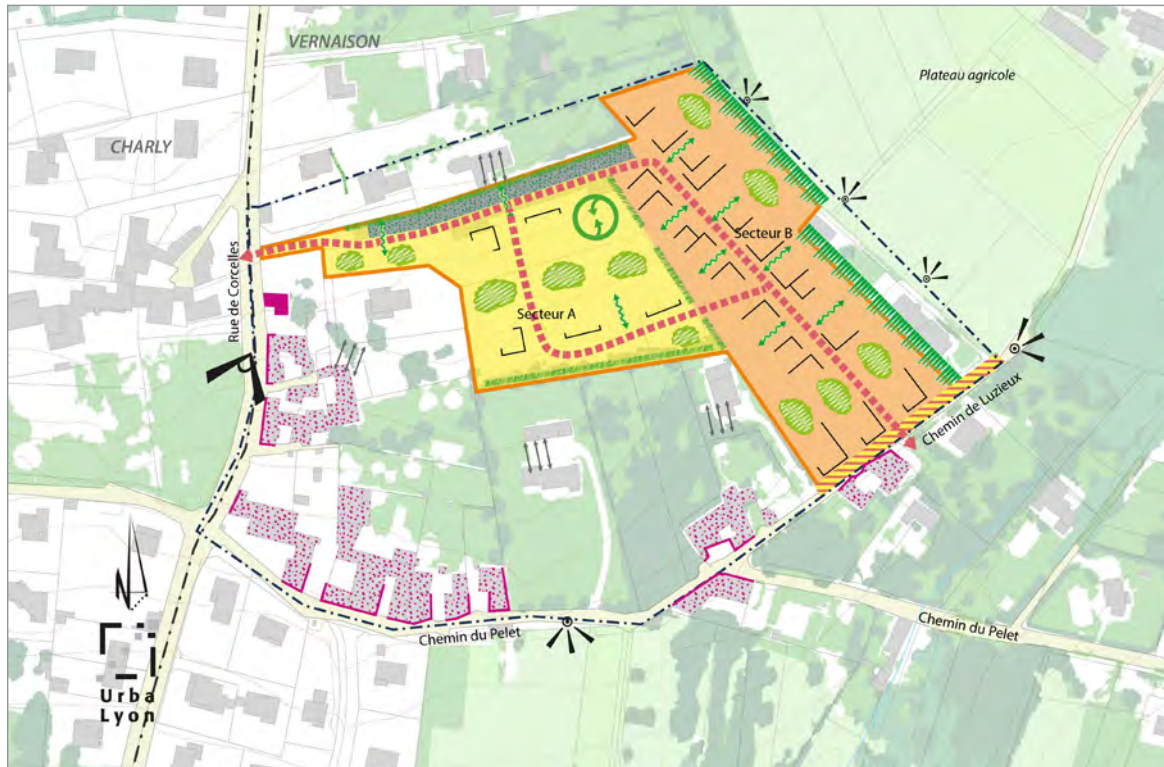 VERNAISON
Plateau agricole
CHARLY
Secteur B
Rue de Corcelles
Secteur A
Chemin de Luzieux
Chemin du Pelet
Chemin du Pelet
N
Urba
Lyon